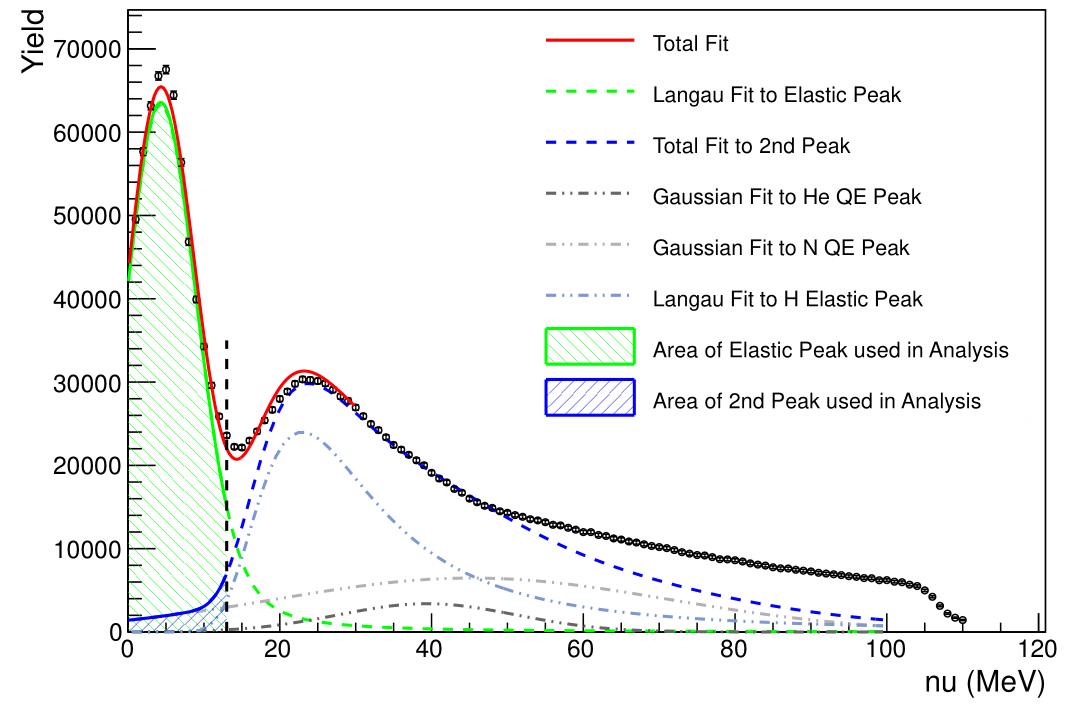 Yield
70000
60000
50000
40000
30000
20000
10000
0
Total Fit
Langau Fit to Elastic Peak
Total Fit to 2nd Peak
Gaussian Fit to He QE Peak
Gaussian Fit to N QE Peak
Langau Fit to H Elastic Peak
Area of Elastic Peak used in Analysis
Area of 2nd Peak used in Analysis
0 20 40 60 80 100 120
nu (MeV)